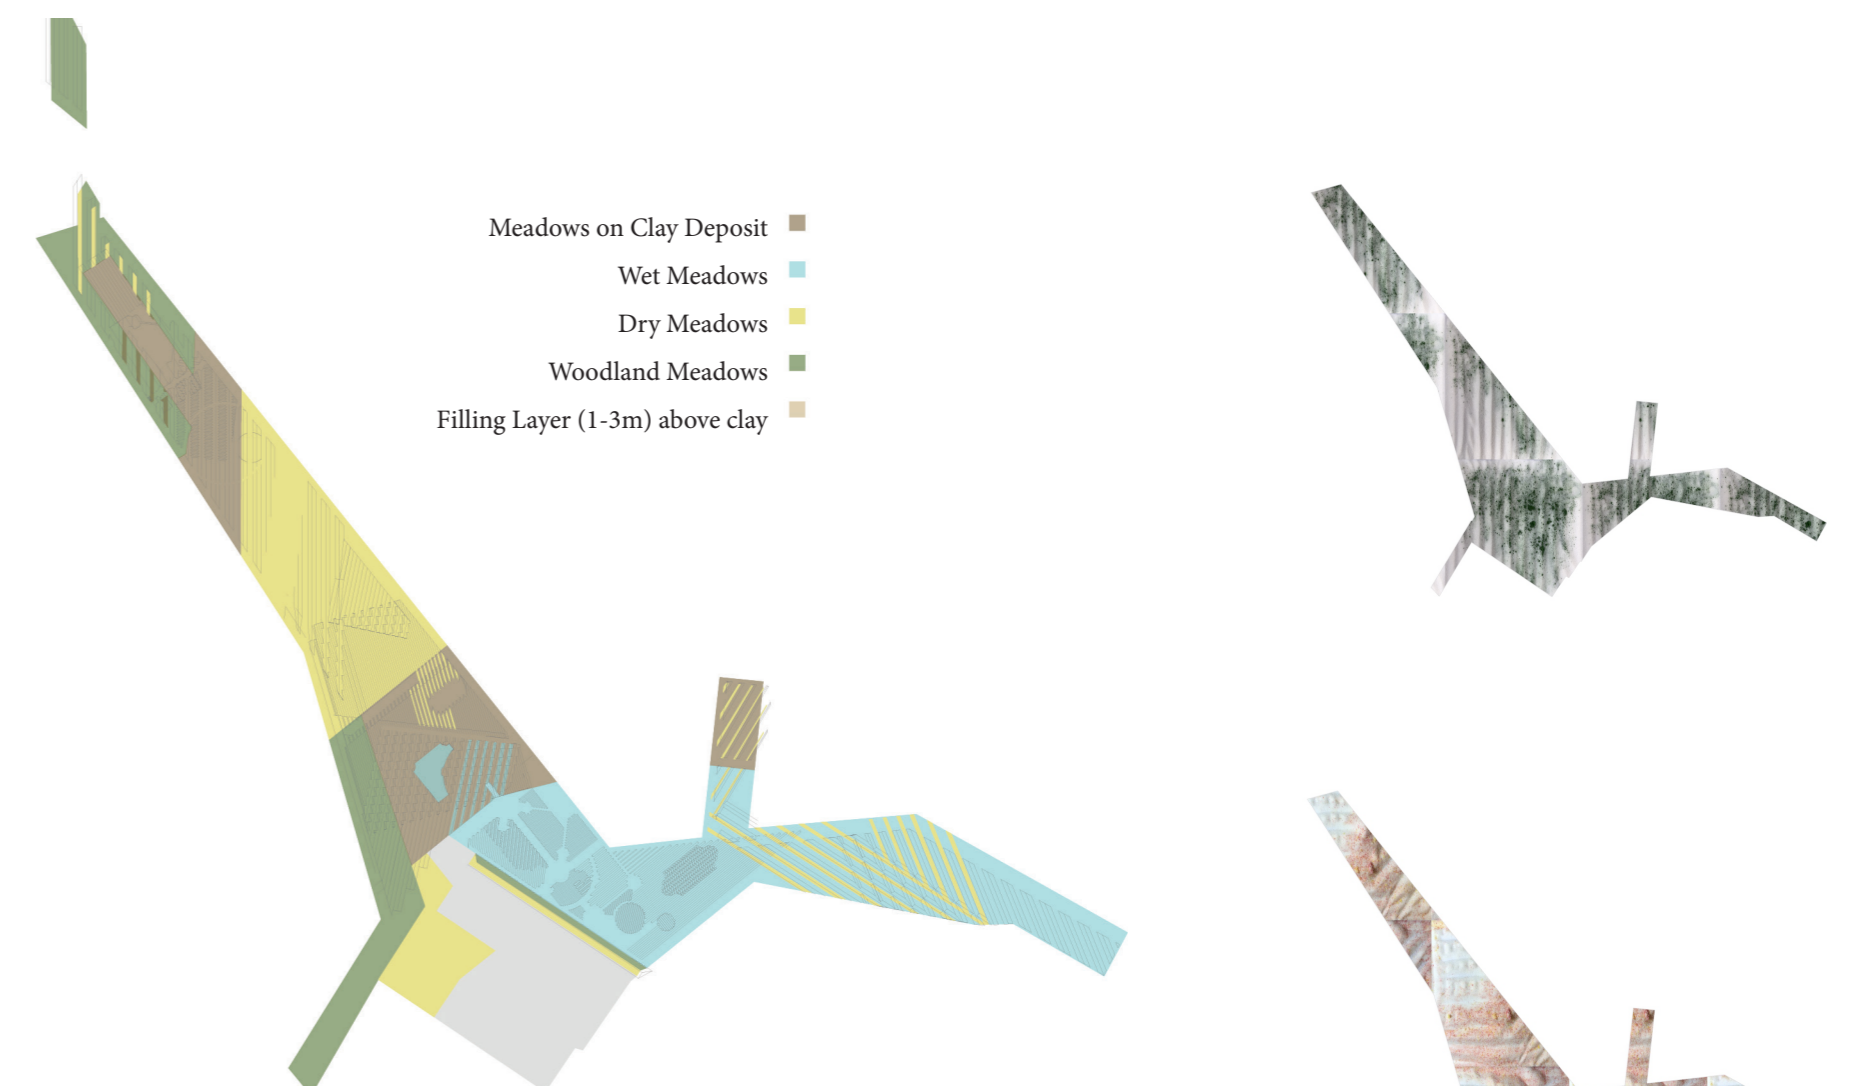 Meadows on Clay Deposit
Wet Meadows
Dry Meadows
Woodland Meadows
Filling Layer (1-3m) above clay